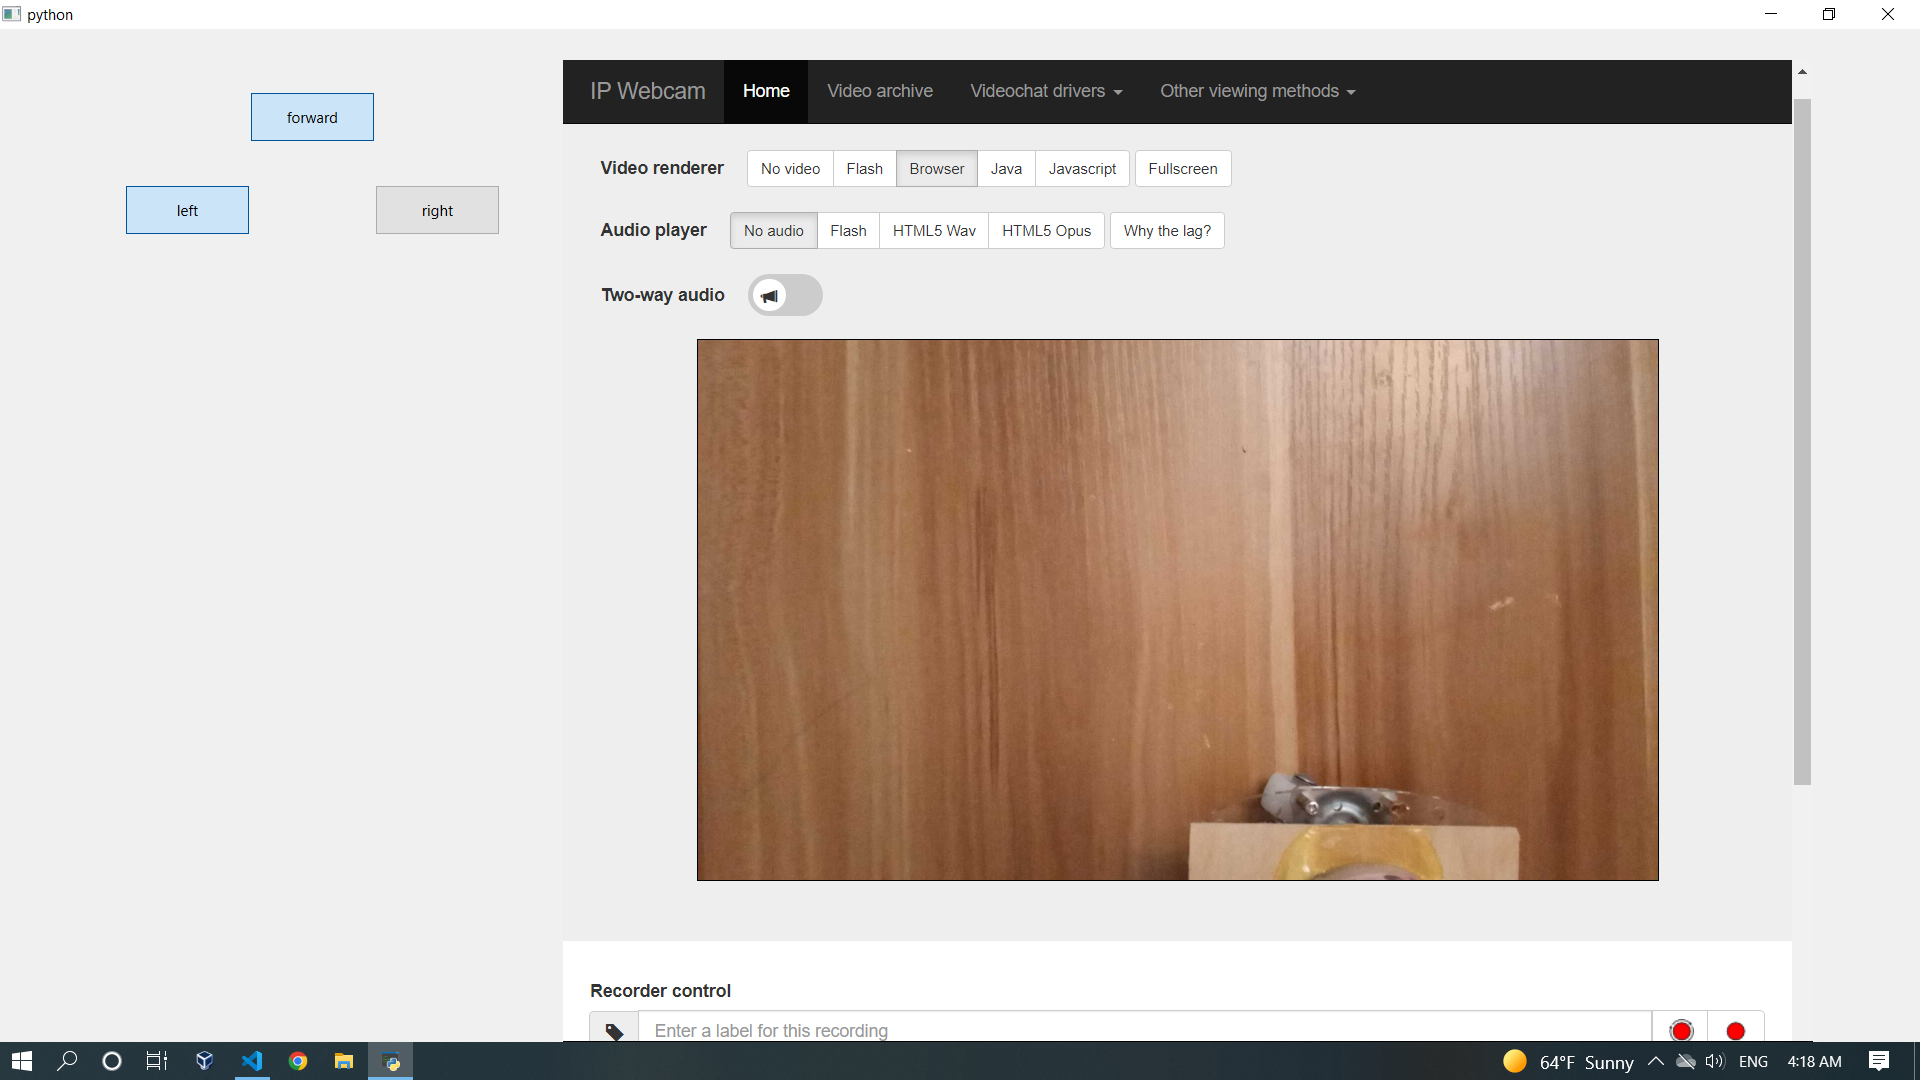 python
forward
left
right
IP Webcam Home Video archive Videochat drivers Other viewing methods
Video renderer No video Flash Browser Java Javascript Fullscreen
Audio player No audio Flash HTML5 Wav HTML5 Opus Why the lag?
Two-way audio
Recorder control
Enter a label for this recording
64°F Sunny ENG 4:18 AM